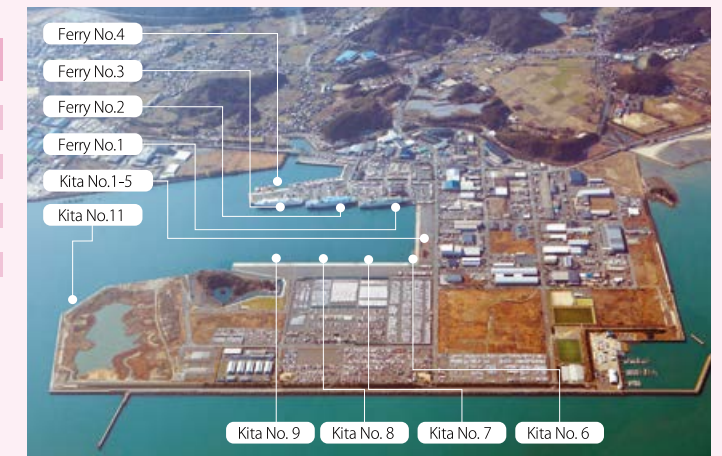 Ferry No.4
Ferry No.3
Ferry No.2
Ferry No.1
Kita No.1-5
Kita No.11
Kita No. 9
Kita No. 8
Kita No. 7
Kita No. 6